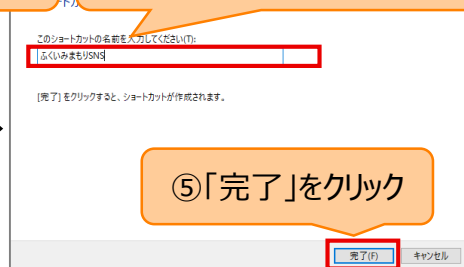 このショートカットの名前を入力してください(T):
ふくいみまもりSNS
[完了] をクリックすると、ショートカットが作成されます。
⑤「完了」をクリック
完了(F)
キャンセル